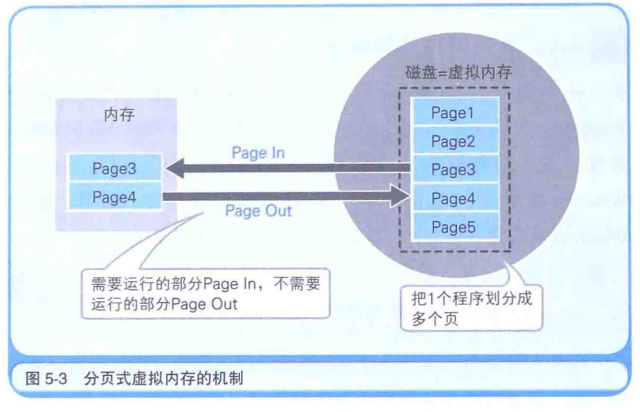 磁盘=虚拟内存
内存
Page1
Page2
Page3
Page4
Page5
Page In
Page3
Page4
Page Out
需要运行的部分Page In，不需要
运行的部分Page Out
把1个程序划分成
多个页
图 5-3 分页式虚拟内存的机制